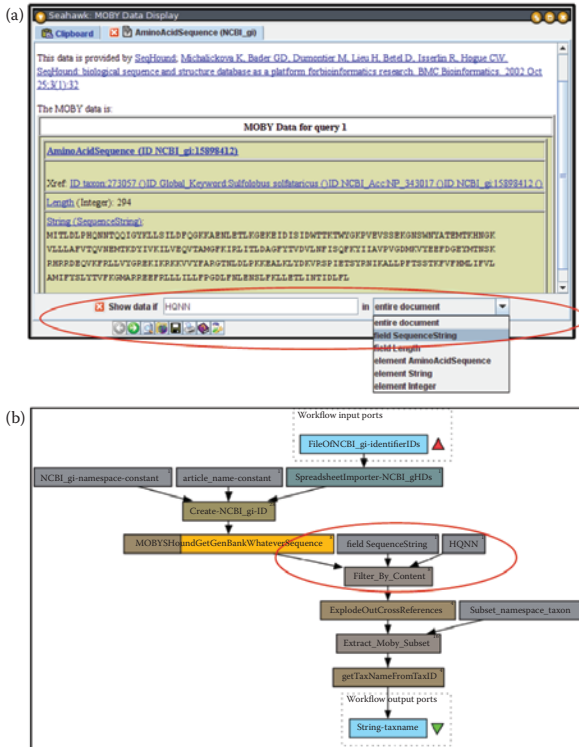 (a)
Seahawk: MOBY Data Display
Clipboard
AminoAcidSequence (NCBI_gi)
This data is provided by SeqHound: Michalickova K, Bader GD, Dumontier M, Lieu H, Betel D, Isserlin R, Hogue CW.
SeqHound: biological sequence and structure database as a platform forbioinformatics research. BMC Bioinformatics. 2002 Oct
25;3(1):32
The MOBY data is:
MOBY Data for query 1
AminoAcidSequence (ID NCBI_gi:15898412)
Xref: ID taxon:273057 () ID Global_Keyword:Sulfolobus solfataricus () ID NCBI_Acc:NP_343017 () ID NCBI_gi:15898412 ()
Length (Integer): 294
String (SequenceString):
Show data if HQNN in entire document
entire document
field SequenceString
field Length
element AminoAcidSequence
element String
element Integer
(b)
Workflow input ports
FileOfNCBI_gi-identifierIDs
NCBI_gi-namespace-constant
article_name-constant
SpreadsheetImporter-NCBI_gHDs
Create-NCBI_gi-ID
MOBYSHoundGetGenBankWhateverSequence
field SequenceString
HQNN
Filter_By_Content
ExplodeOutCrossReferences
Subset_namespace_taxon
Extract_Moby_Subset
getTaxNameFromTaxID
Workflow output ports
String-taxname